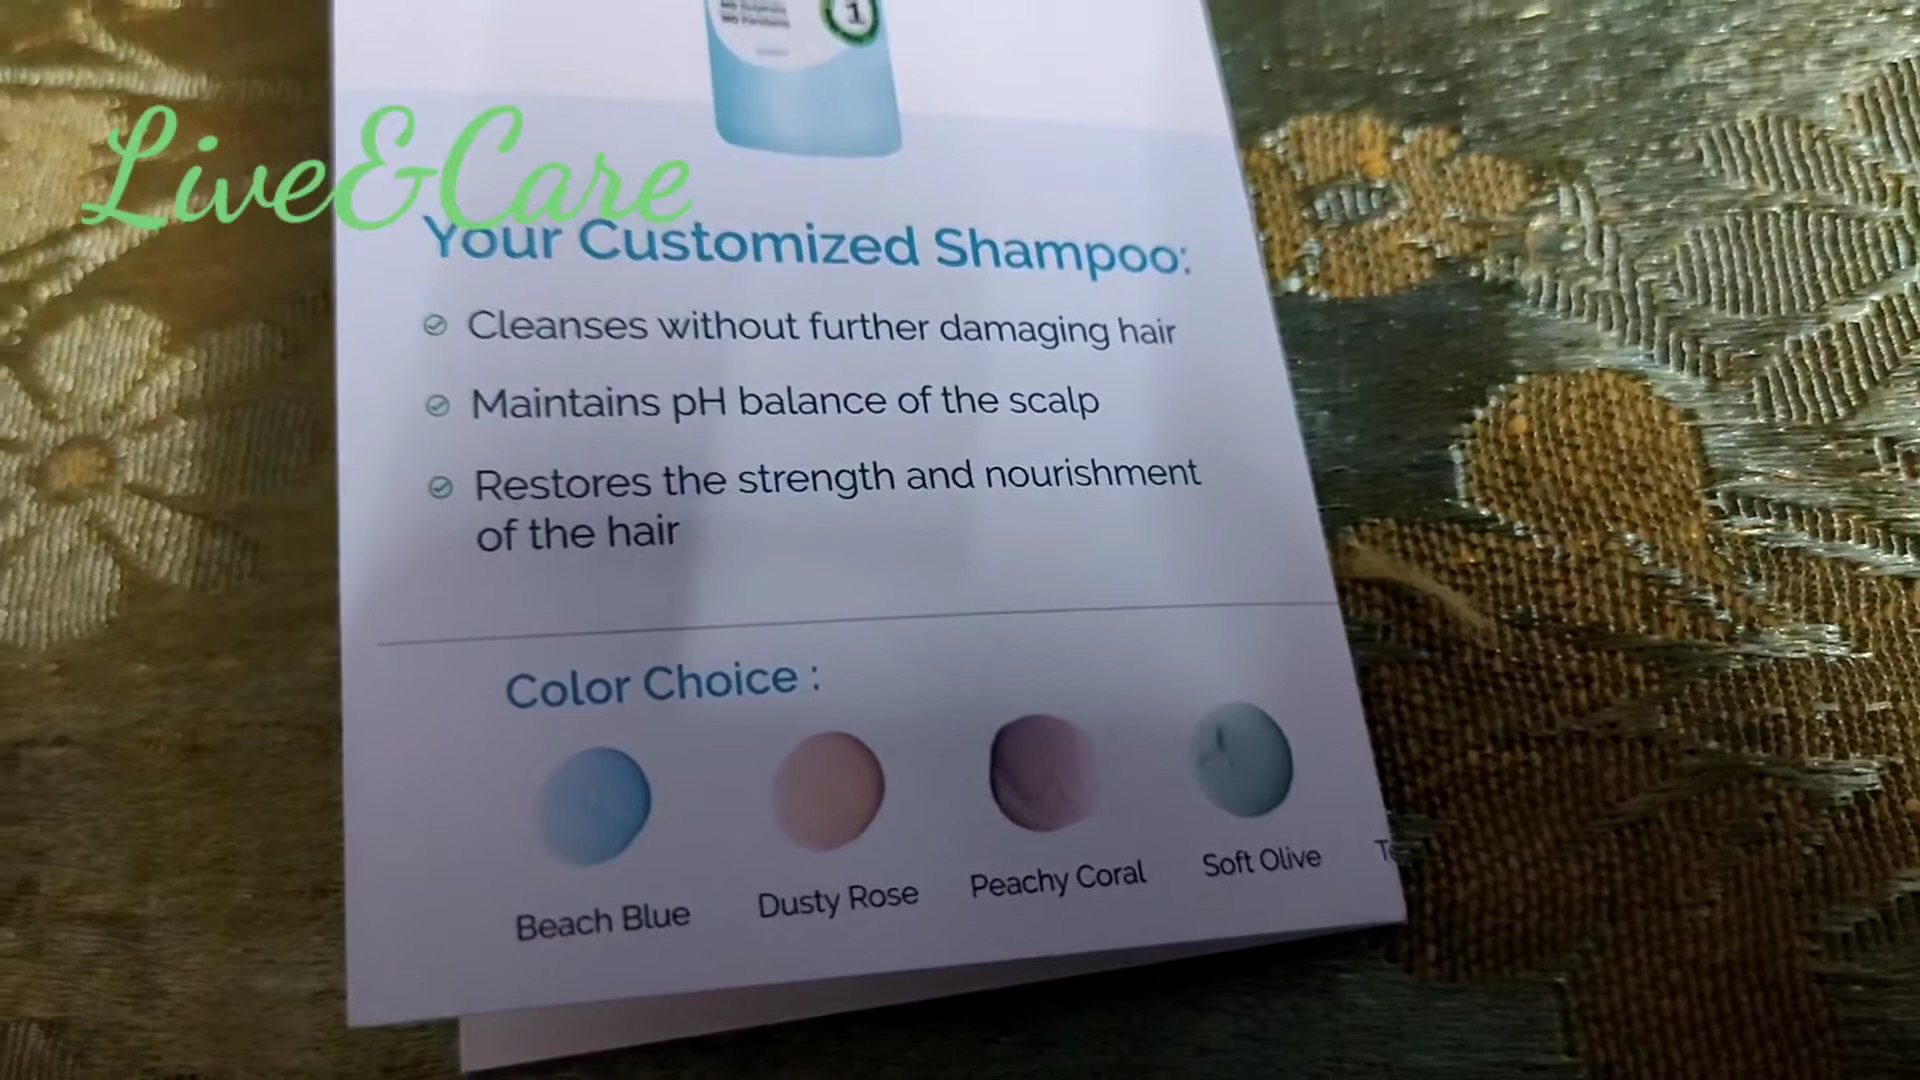 1
Live&Care
Your Customized Shampoo:
Cleanses without further damaging hair
Maintains pH balance of the scalp
Restores the strength and nourishment
of the hair
Color Choice :
Beach Blue
Dusty Rose
Peachy Coral
Soft Olive